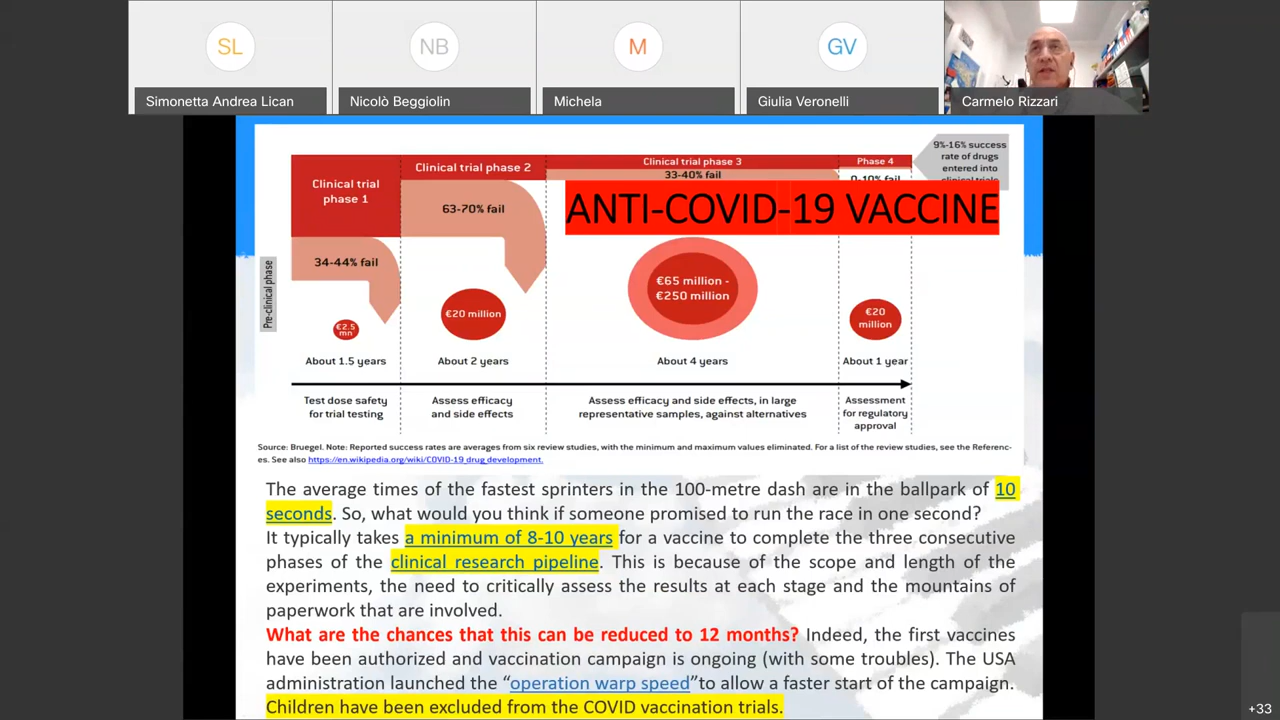 SL
NB
M
GV
Simonetta Andrea Lican
Nicolò Beggiolin
Michela
Giulia Veronelli
Carmelo Rizzari
Clinical trial
phase 1
Clinical trial phase 2
Clinical trial phase 3
Phase 4
9%-16% success
rate of drugs
entered into
clinical trials
33-40% fail
0-10% fail
63-70% fail
ANTI-COVID-19 VACCINE
34-44% fail
Pre-clinical phase
€2.5
mn
€20 million
€65 million -
€250 million
€20
million
About 1.5 years
About 2 years
About 4 years
About 1 year
Test dose safety
for trial testing
Assess efficacy
and side effects
Assess efficacy and side effects, in large
representative samples, against alternatives
Assessment
for regulatory
approval
Source: Bruegel. Note: Reported success rates are averages from six review studies, with the minimum and maximum values eliminated. For a list of the review studies, see the Referenc-
es. See also https://en.wikipedia.org/wiki/COVID-19_drug_development.
The average times of the fastest sprinters in the 100-metre dash are in the ballpark of 10
seconds. So, what would you think if someone promised to run the race in one second?
It typically takes a minimum of 8-10 years for a vaccine to complete the three consecutive
phases of the clinical research pipeline. This is because of the scope and length of the
experiments, the need to critically assess the results at each stage and the mountains of
paperwork that are involved.
What are the chances that this can be reduced to 12 months? Indeed, the first vaccines
have been authorized and vaccination campaign is ongoing (with some troubles). The USA
administration launched the “operation warp speed”to allow a faster start of the campaign.
Children have been excluded from the COVID vaccination trials.
+33